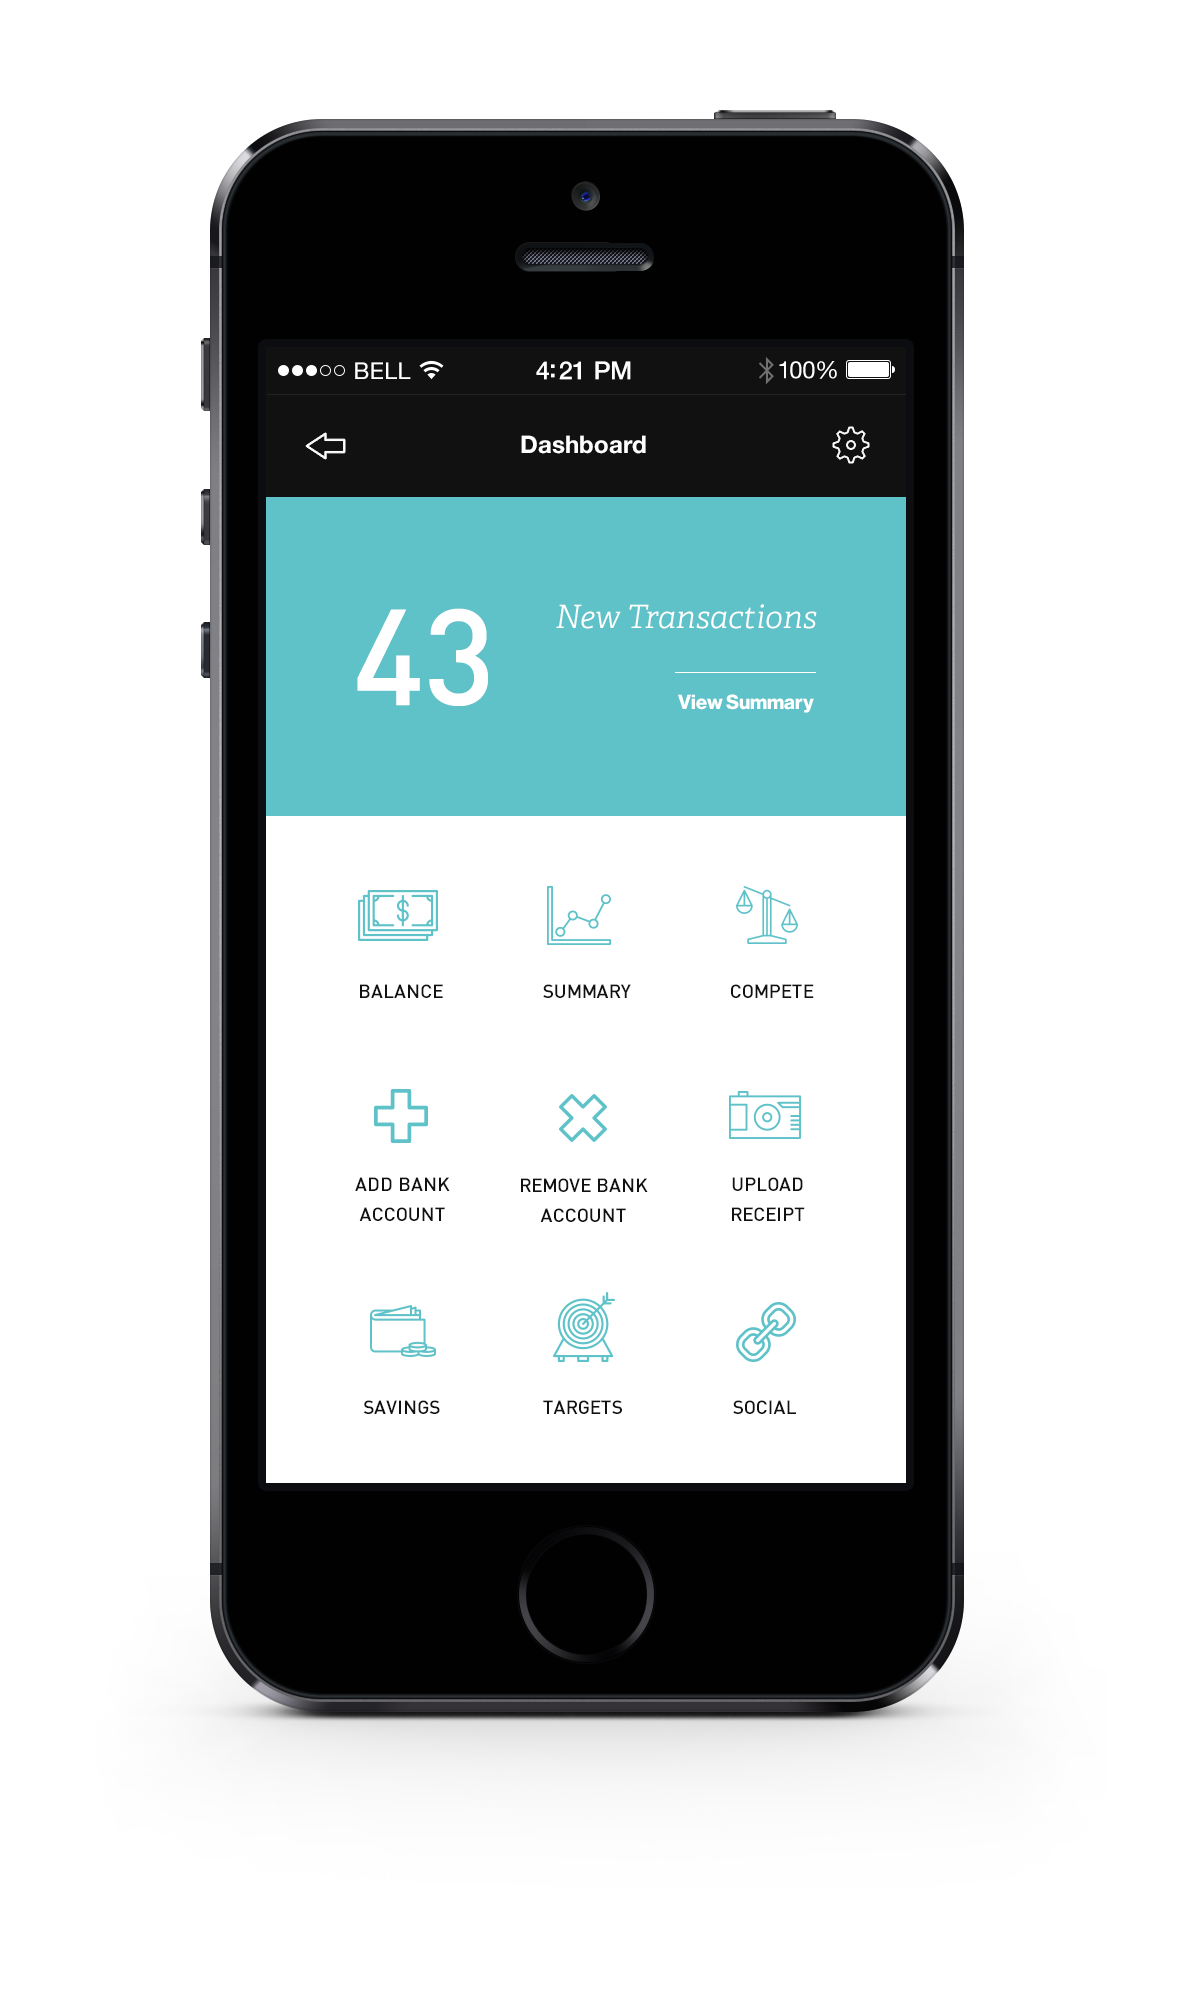 BELL 4:21 PM 100%
Dashboard
43 New Transactions
View Summary
$
BALANCE SUMMARY COMPETE
ADD BANK REMOVE BANK UPLOAD
ACCOUNT ACCOUNT RECEIPT
SAVINGS TARGETS SOCIAL